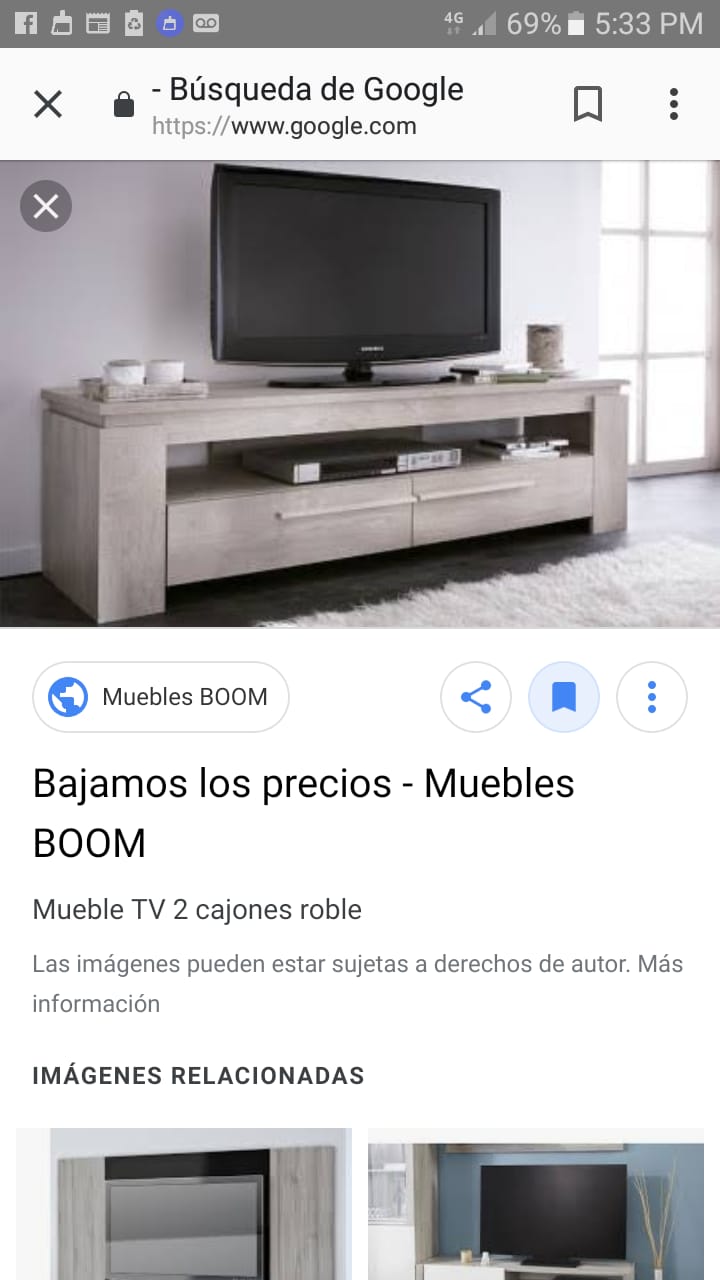 4G 69% 5:33 PM
- Búsqueda de Google
https://www.google.com
SAMSUNG
Muebles BOOM
Bajamos los precios - Muebles
BOOM
Mueble TV 2 cajones roble
Las imágenes pueden estar sujetas a derechos de autor. Más
información
IMÁGENES RELACIONADAS